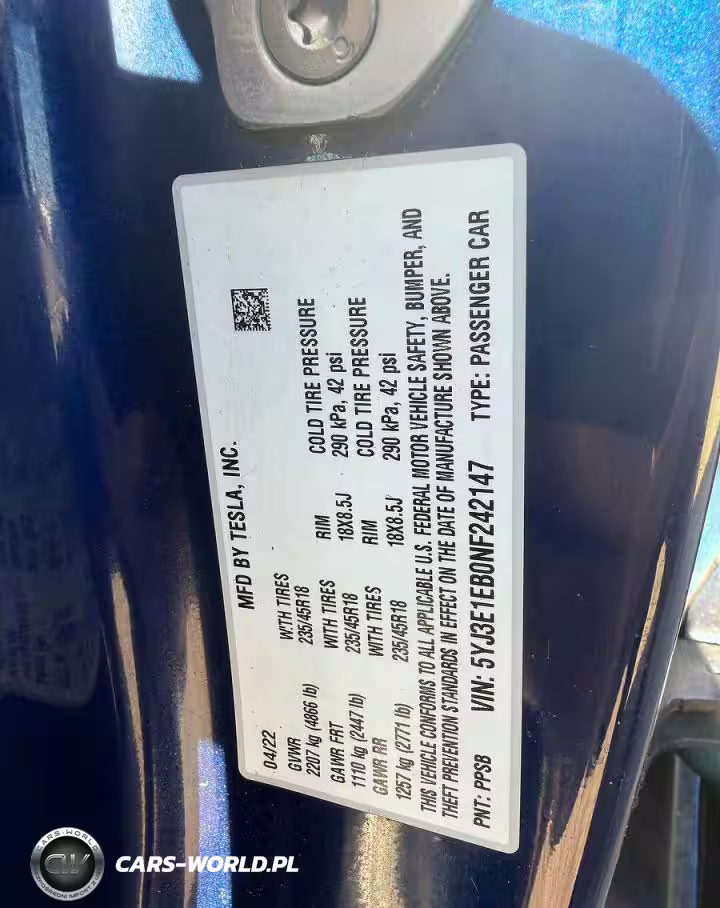 MFD BY TESLA, INC.
04/22
GVWR WITH TIRES RIM COLD TIRE PRESSURE
2207 kg (4866 lb) 235/45R18 18X8.5J 290 kPa, 42 psi
GAWR FRT WITH TIRES RIM COLD TIRE PRESSURE
1110 kg (2447 lb) 235/45R18 18X8.5J 290 kPa, 42 psi
GAWR RR WITH TIRES
1257 kg (2771 lb) 235/45R18
THIS VEHICLE CONFORMS TO ALL APPLICABLE U.S. FEDERAL MOTOR VEHICLE SAFETY, BUMPER, AND
THEFT PREVENTION STANDARDS IN EFFECT ON THE DATE OF MANUFACTURE SHOWN ABOVE.
PNT: PPSB VIN: 5YJ3E1EB0NF242147 TYPE: PASSENGER CAR
CARS-WORLD
CW
CARS-WORLD.PL